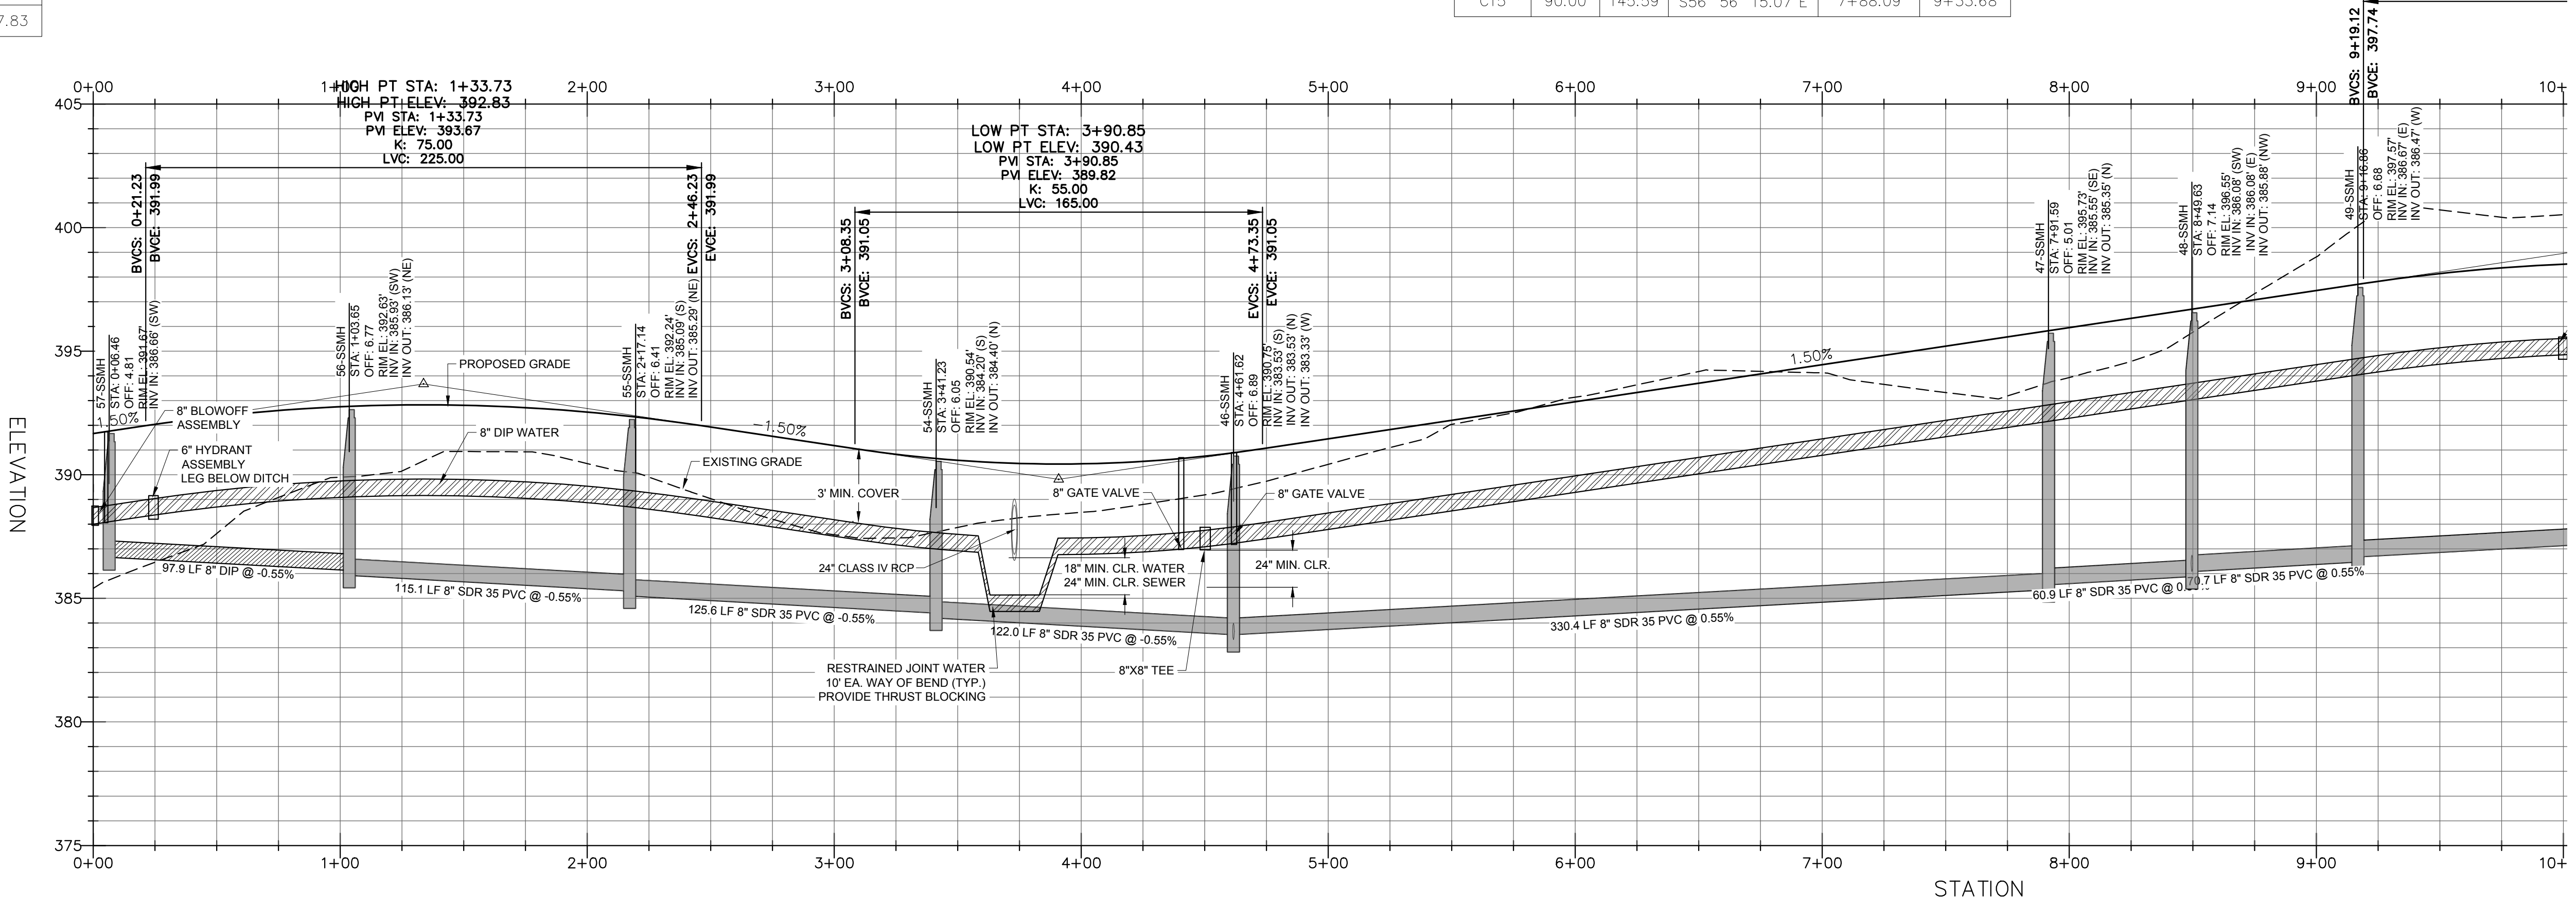 7.83
C15 90.00 145.59 S56 56 15.07 E 7+88.09 9+33.68
0+00 1+00 2+00 3+00 4+00 5+00 6+00 7+00 8+00 9+00 10+
HIGH PT STA: 1+33.73
HIGH PT ELEV: 392.83
PVI STA: 1+33.73
PVI ELEV: 393.67
K: 75.00
LVC: 225.00
BVCS: 0+21.23
BVCE: 391.99
EVCS: 2+46.23
EVCE: 391.99
LOW PT STA: 3+90.85
LOW PT ELEV: 390.43
PVI STA: 3+90.85
PVI ELEV: 389.82
K: 55.00
LVC: 165.00
BVCS: 3+08.35
BVCE: 391.05
EVCS: 4+73.35
EVCE: 391.05
BVCS: 9+19.12
BVCE: 397.74
57-SSMH
STA: 0+06.46
OFF: 4.81
RIM EL: 391.67'
INV IN: 386.66' (SW)
56-SSMH
STA: 1+03.65
OFF: 6.77
RIM EL: 392.63'
INV IN: 385.93' (SW)
INV OUT: 386.13' (NE)
55-SSMH
STA: 2+17.14
OFF: 6.41
RIM EL: 392.24'
INV IN: 385.09' (S)
INV OUT: 385.29' (NE)
54-SSMH
STA: 3+41.23
OFF: 6.05
RIM EL: 390.54'
INV IN: 384.20' (S)
INV OUT: 384.40' (N)
46-SSMH
STA: 4+61.62
OFF: 6.89
RIM EL: 390.75'
INV IN: 383.53' (S)
INV OUT: 383.53' (N)
INV OUT: 383.33' (W)
47-SSMH
STA: 7+91.59
OFF: 5.01
RIM EL: 395.73'
INV IN: 385.55' (SE)
INV OUT: 385.35' (N)
48-SSMH
STA: 8+49.63
OFF: 7.14
RIM EL: 396.55'
INV IN: 386.08' (SW)
INV IN: 386.08' (E)
INV OUT: 385.88' (NW)
49-SSMH
STA: 9+16.86
OFF: 6.68
RIM EL: 397.57'
INV IN: 386.67' (E)
INV OUT: 386.47' (W)
1.50%
-1.50%
1.50%
PROPOSED GRADE
8" BLOWOFF
ASSEMBLY
8" DIP WATER
6" HYDRANT
ASSEMBLY
LEG BELOW DITCH
EXISTING GRADE
3' MIN. COVER
8" GATE VALVE
8" GATE VALVE
24" CLASS IV RCP
18" MIN. CLR. WATER
24" MIN. CLR. SEWER
24" MIN. CLR.
97.9 LF 8" DIP @ -0.55%
115.1 LF 8" SDR 35 PVC @ -0.55%
125.6 LF 8" SDR 35 PVC @ -0.55%
122.0 LF 8" SDR 35 PVC @ -0.55%
330.4 LF 8" SDR 35 PVC @ 0.55%
60.9 LF 8" SDR 35 PVC @
70.7 LF 8" SDR 35 PVC @ 0.55%
RESTRAINED JOINT WATER
10' EA. WAY OF BEND (TYP.)
PROVIDE THRUST BLOCKING
8"X8" TEE
405
400
395
390
385
380
375
ELEVATION
0+00 1+00 2+00 3+00 4+00 5+00 6+00 7+00 8+00 9+00 10+
STATION